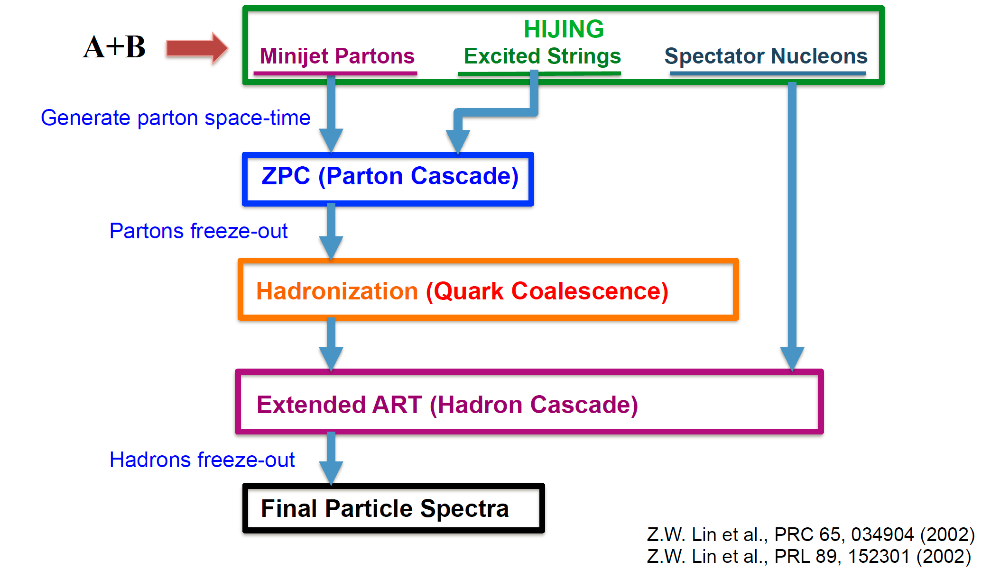 A+B
HIJING
Minijet Partons
Excited Strings
Spectator Nucleons
Generate parton space-time
ZPC (Parton Cascade)
Partons freeze-out
Hadronization (Quark Coalescence)
Extended ART (Hadron Cascade)
Hadrons freeze-out
Final Particle Spectra
Z.W. Lin et al., PRC 65, 034904 (2002)
Z.W. Lin et al., PRL 89, 152301 (2002)